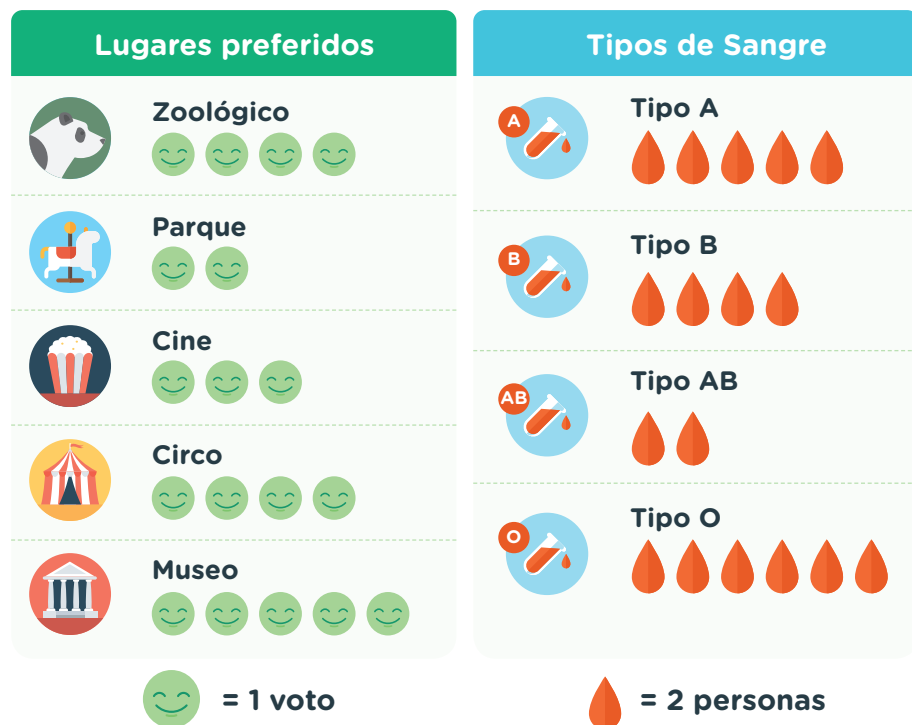 Lugares preferidos
Zoológico
Parque
Cine
Circo
Museo
= 1 voto
Tipos de Sangre
A
Tipo A
B
Tipo B
AB
Tipo AB
O
Tipo O
= 2 personas